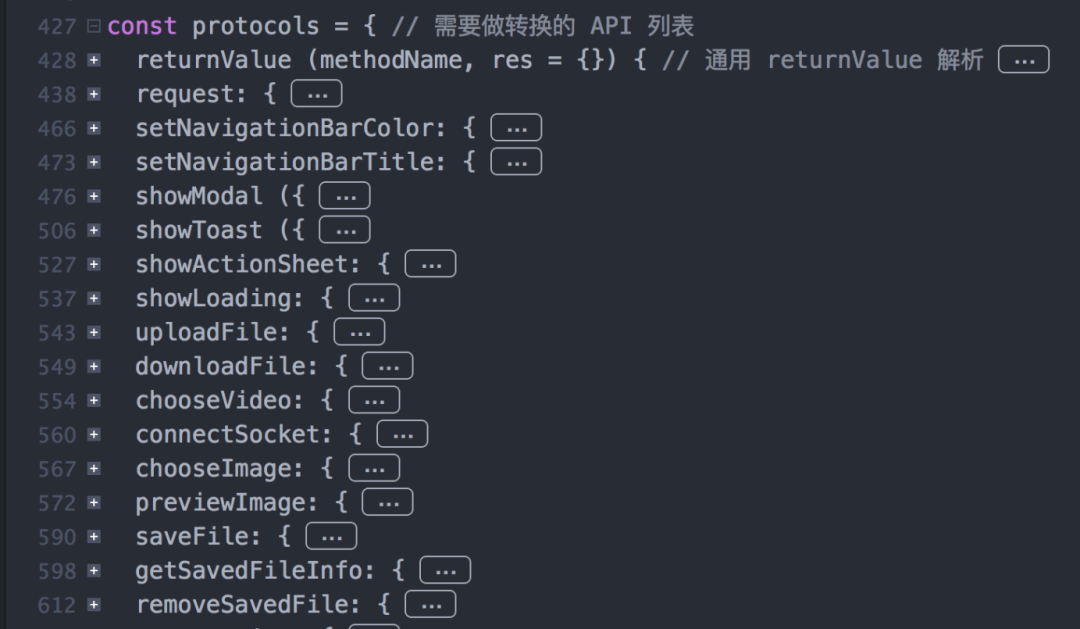 427 const protocols = { // 需要做转换的 API 列表
428 returnValue (methodName, res = {}) { // 通用 returnValue 解析 ...
438 request: { ...
466 setNavigationBarColor: { ...
473 setNavigationBarTitle: { ...
476 showModal ({ ...
506 showToast ({ ...
527 showActionSheet: { ...
537 showLoading: { ...
543 uploadFile: { ...
549 downloadFile: { ...
554 chooseVideo: { ...
560 connectSocket: { ...
567 chooseImage: { ...
572 previewImage: { ...
590 saveFile: { ...
598 getSavedFileInfo: { ...
612 removeSavedFile: { ...